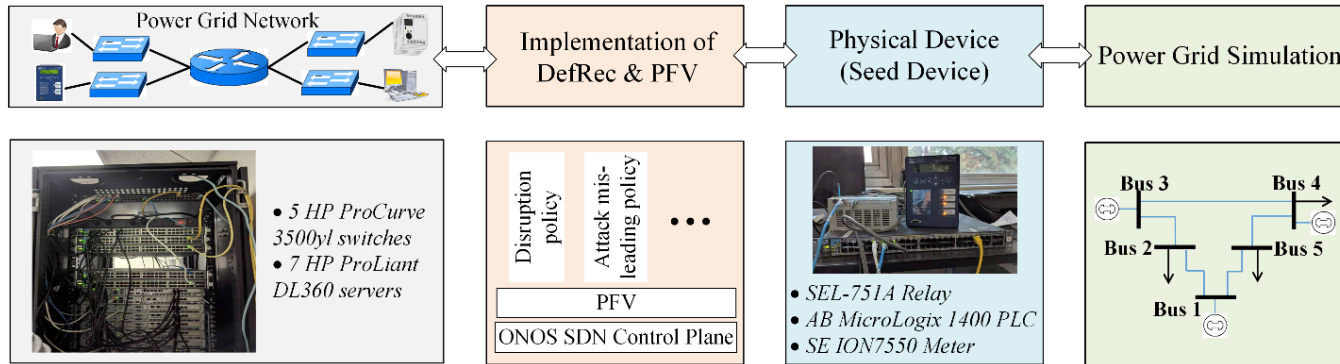 Power Grid Network
Implementation of
DefRec & PFV
Physical Device
(Seed Device)
Power Grid Simulation
• 5 HP ProCurve
3500yl switches
• 7 HP ProLiant
DL360 servers
Disruption
policy
Attack mis-
leading policy
•••
PFV
ONOS SDN Control Plane
• SEL-751A Relay
• AB MicroLogix 1400 PLC
• SE ION7550 Meter
Bus 3
Bus 4
Bus 2
Bus 5
Bus 1